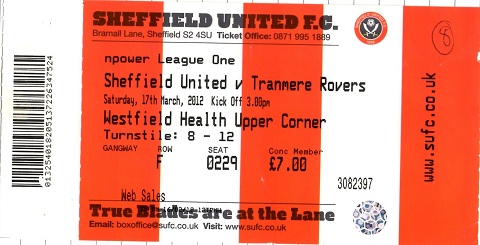 SHEFFIELD UNITED F.C.
Bramall Lane, Sheffield S2 4SU Ticket Office: 0871 995 1889
npower League One
Sheffield United v Tranmere Rovers
Saturday, 17th March, 2012 Kick Off 3.00pm
Westfield Health Upper Corner
Turnstile: 8 - 12
GANGWAY ROW SEAT Conc Member
F 0229 £7.00
3082397
Web Sales
True Blades are at the Lane
Email: boxoffice@sufc.co.uk Visit: www.sufc.co.uk
www.sufc.co.uk
013254018205137226347524
8